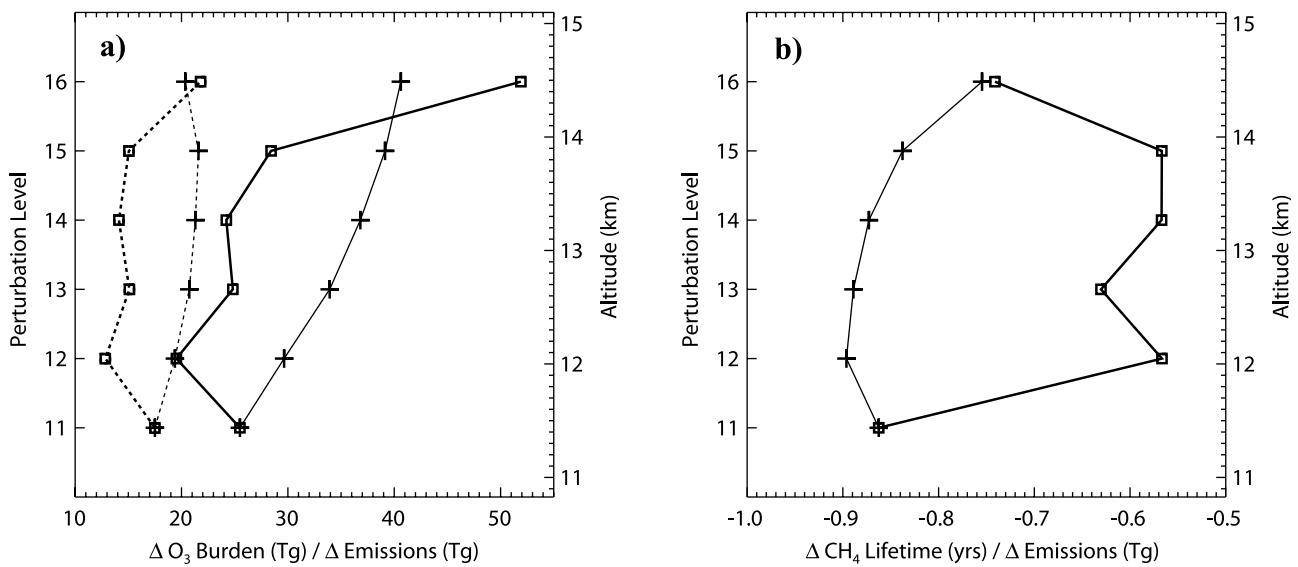 a)
Perturbation Level
16
15
14
13
12
11
15
14
13
12
11
Altitude (km)
10 20 30 40 50
Δ O₃ Burden (Tg) / Δ Emissions (Tg)
b)
Perturbation Level
16
15
14
13
12
11
15
14
13
12
11
Altitude (km)
-1.0 -0.9 -0.8 -0.7 -0.6 -0.5
Δ CH₄ Lifetime (yrs) / Δ Emissions (Tg)